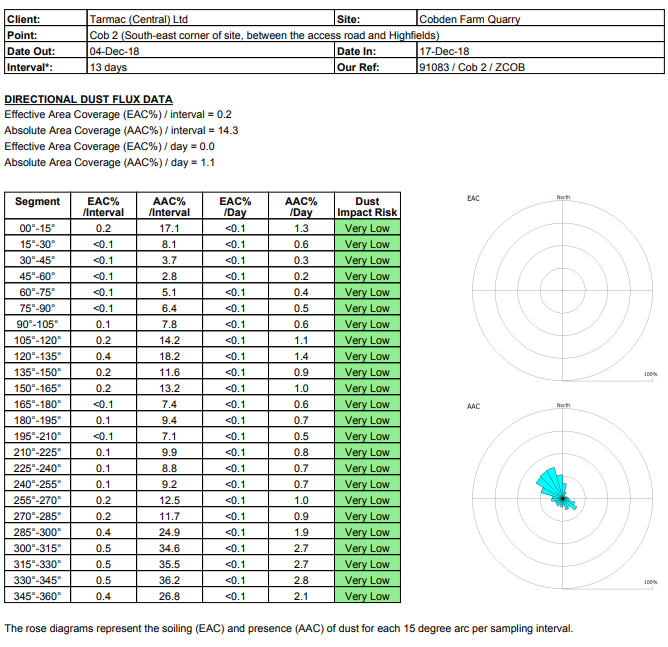 Client: Tarmac (Central) Ltd Site: Cobden Farm Quarry
Point: Cob 2 (South-east corner of site, between the access road and Highfields)
Date Out: 04-Dec-18 Date In: 17-Dec-18
Interval*: 13 days Our Ref: 91083 / Cob 2 / ZCOB
DIRECTIONAL DUST FLUX DATA
Effective Area Coverage (EAC%) / interval = 0.2
Absolute Area Coverage (AAC%) / interval = 14.3
Effective Area Coverage (EAC%) / day = 0.0
Absolute Area Coverage (AAC%) / day = 1.1
Segment EAC% /Interval AAC% /Interval EAC% /Day AAC% /Day Dust Impact Risk
00°-15° 0.2 17.1 <0.1 1.3 Very Low
15°-30° <0.1 8.1 <0.1 0.6 Very Low
30°-45° <0.1 3.7 <0.1 0.3 Very Low
45°-60° <0.1 2.8 <0.1 0.2 Very Low
60°-75° <0.1 5.1 <0.1 0.4 Very Low
75°-90° <0.1 6.4 <0.1 0.5 Very Low
90°-105° 0.1 7.8 <0.1 0.6 Very Low
105°-120° 0.2 14.2 <0.1 1.1 Very Low
120°-135° 0.4 18.2 <0.1 1.4 Very Low
135°-150° 0.2 11.6 <0.1 0.9 Very Low
150°-165° 0.2 13.2 <0.1 1.0 Very Low
165°-180° <0.1 7.4 <0.1 0.6 Very Low
180°-195° 0.1 9.4 <0.1 0.7 Very Low
195°-210° <0.1 7.1 <0.1 0.5 Very Low
210°-225° 0.1 9.9 <0.1 0.8 Very Low
225°-240° 0.1 8.8 <0.1 0.7 Very Low
240°-255° 0.1 9.2 <0.1 0.7 Very Low
255°-270° 0.2 12.5 <0.1 1.0 Very Low
270°-285° 0.2 11.7 <0.1 0.9 Very Low
285°-300° 0.4 24.9 <0.1 1.9 Very Low
300°-315° 0.5 34.6 <0.1 2.7 Very Low
315°-330° 0.5 35.5 <0.1 2.7 Very Low
330°-345° 0.5 36.2 <0.1 2.8 Very Low
345°-360° 0.4 26.8 <0.1 2.1 Very Low
EAC North
100%
AAC North
100%
The rose diagrams represent the soiling (EAC) and presence (AAC) of dust for each 15 degree arc per sampling interval.